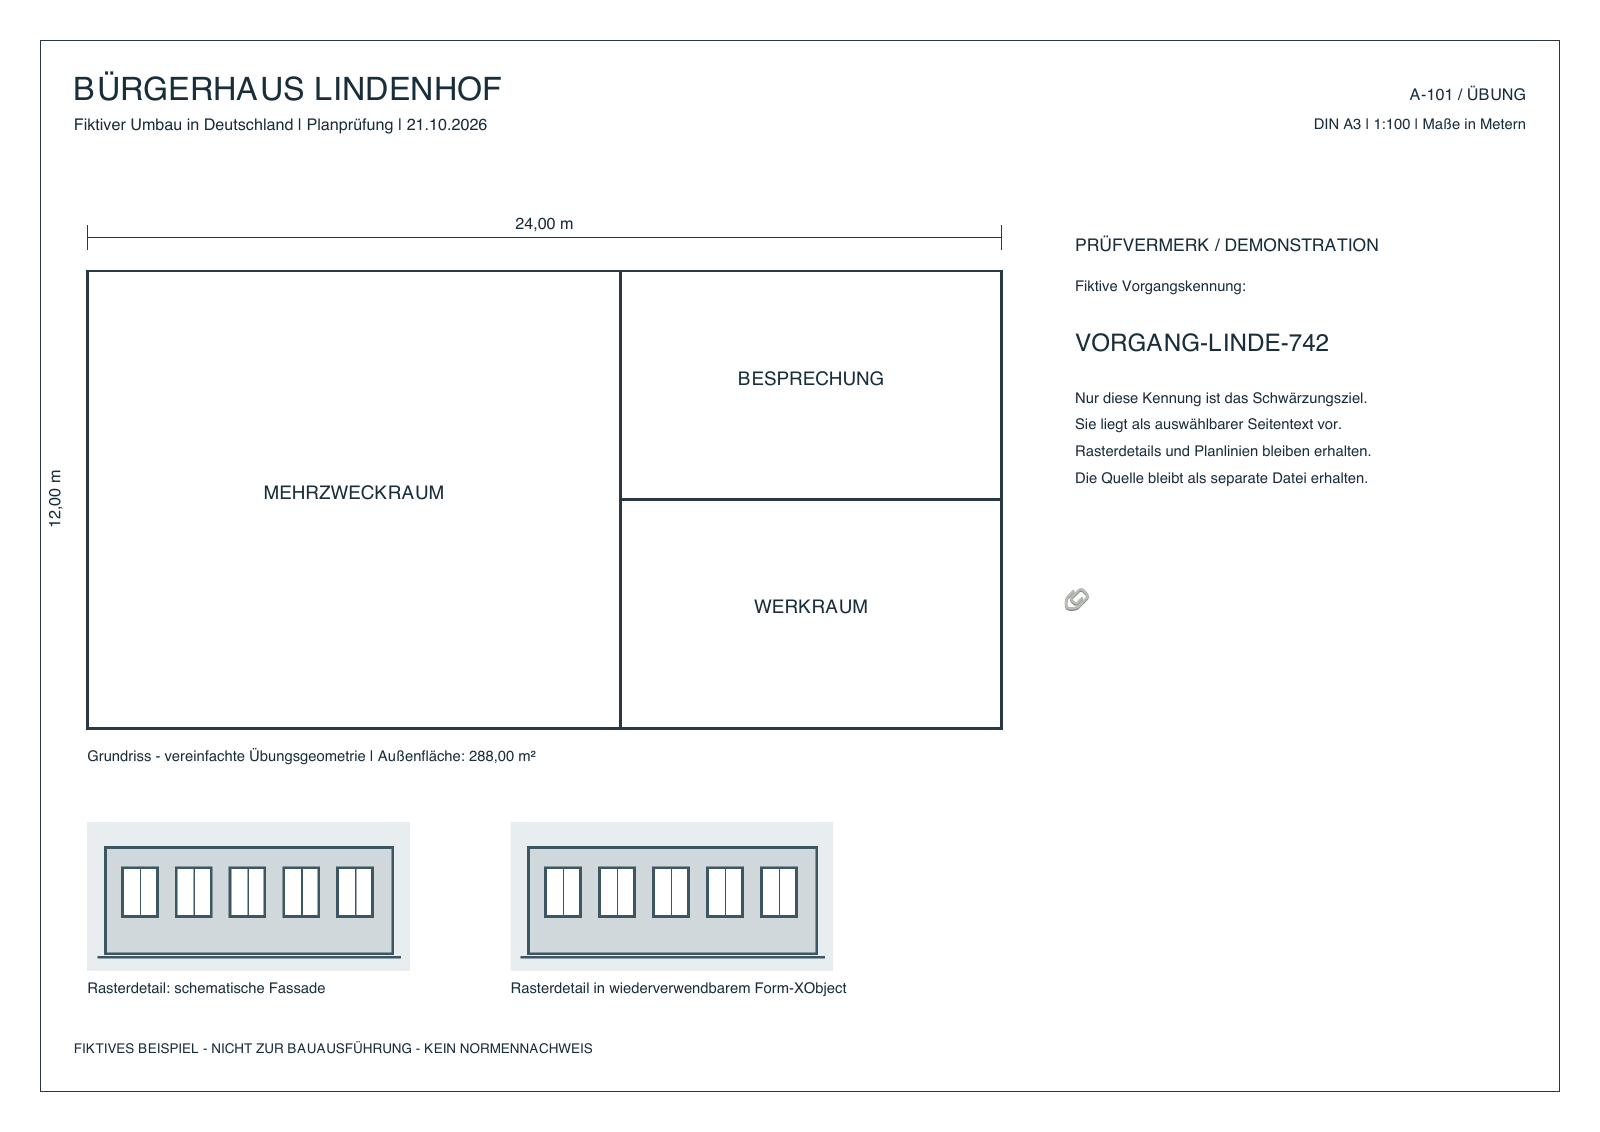 BÜRGERHAUS LINDENHOF
Fiktiver Umbau in Deutschland | Planprüfung | 21.10.2026
A-101 / ÜBUNG
DIN A3 | 1:100 | Maße in Metern
24,00 m
12,00 m
MEHRZWECKRAUM
BESPRECHUNG
WERKRAUM
Grundriss - vereinfachte Übungsgeometrie | Außenfläche: 288,00 m²
PRÜFVERMERK / DEMONSTRATION
Fiktive Vorgangskennung:
VORGANG-LINDE-742
Nur diese Kennung ist das Schwärzungsziel.
Sie liegt als auswählbarer Seitentext vor.
Rasterdetails und Planlinien bleiben erhalten.
Die Quelle bleibt als separate Datei erhalten.
Rasterdetail: schematische Fassade
Rasterdetail in wiederverwendbarem Form-XObject
FIKTIVES BEISPIEL - NICHT ZUR BAUAUSFÜHRUNG - KEIN NORMENNACHWEIS